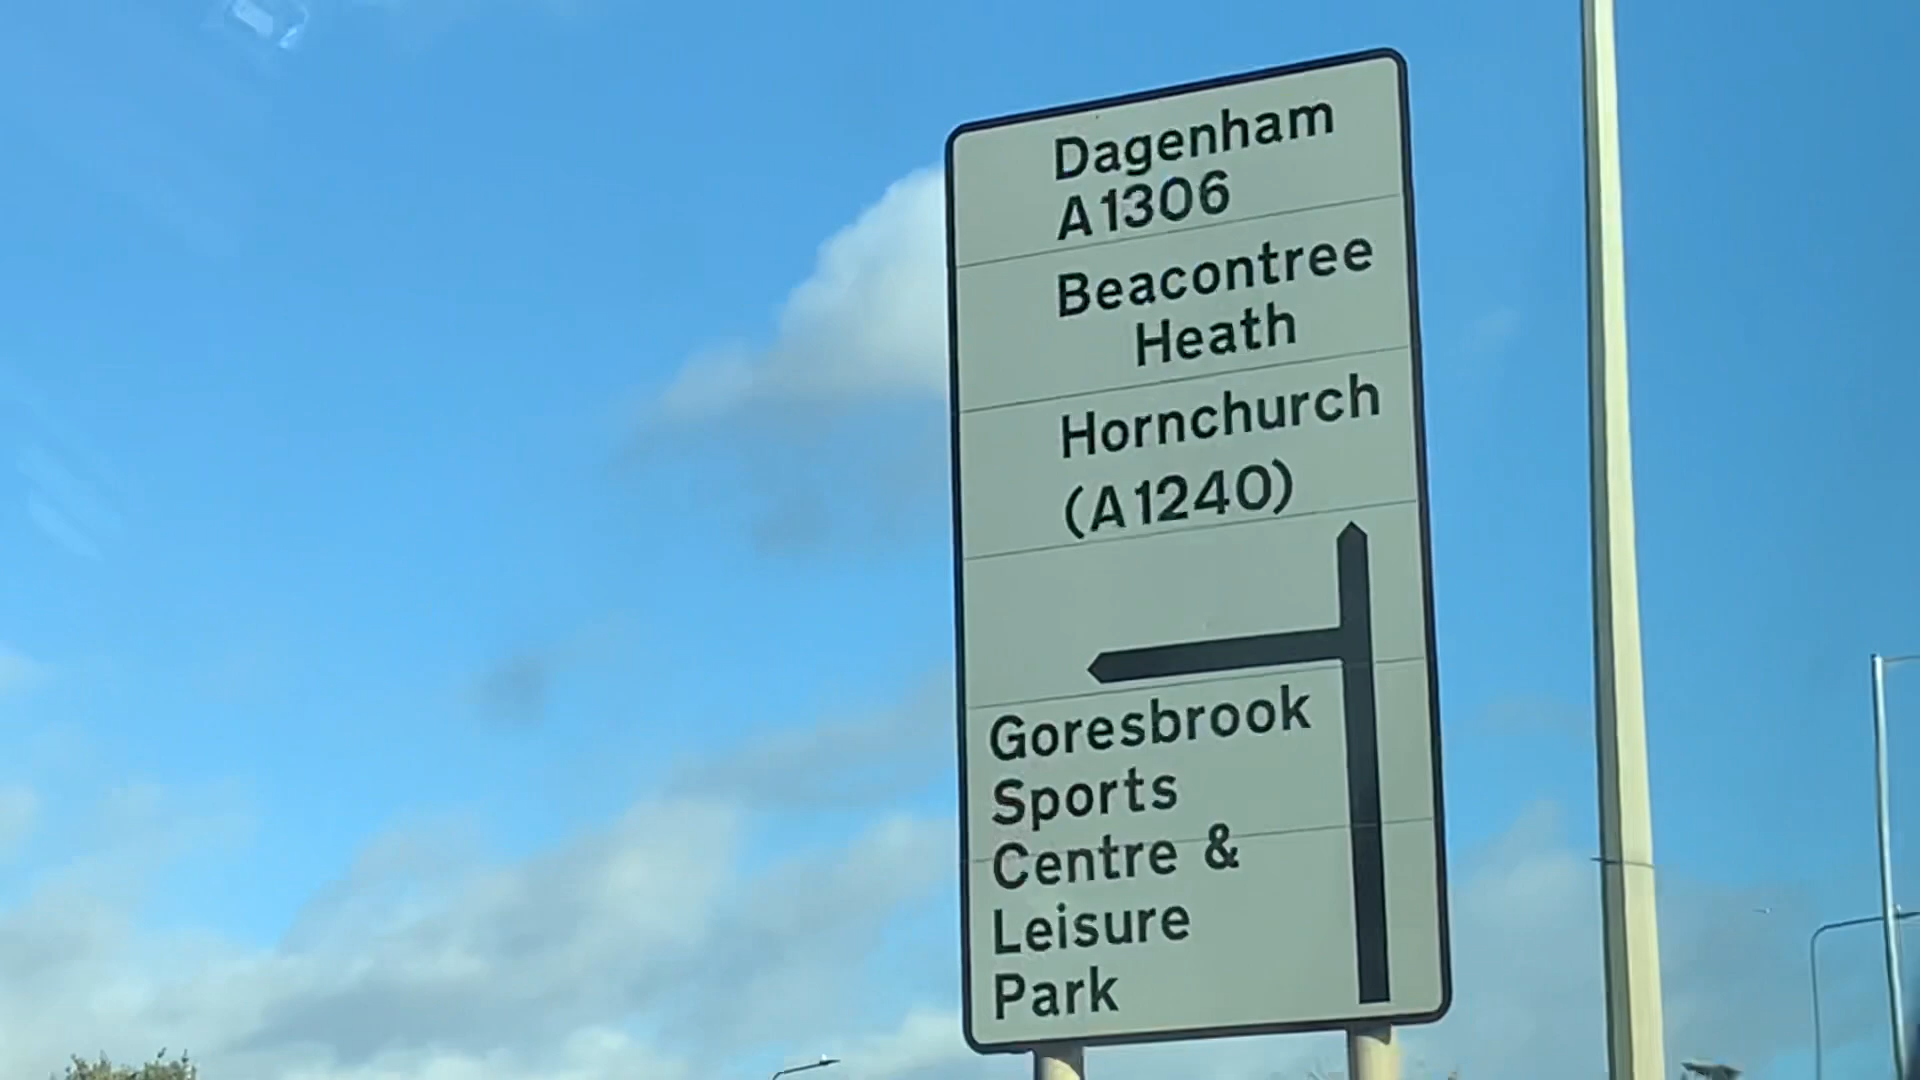 Dagenham
A1306
Beacontree
Heath
Hornchurch
(A1240)
Goresbrook
Sports
Centre &
Leisure
Park